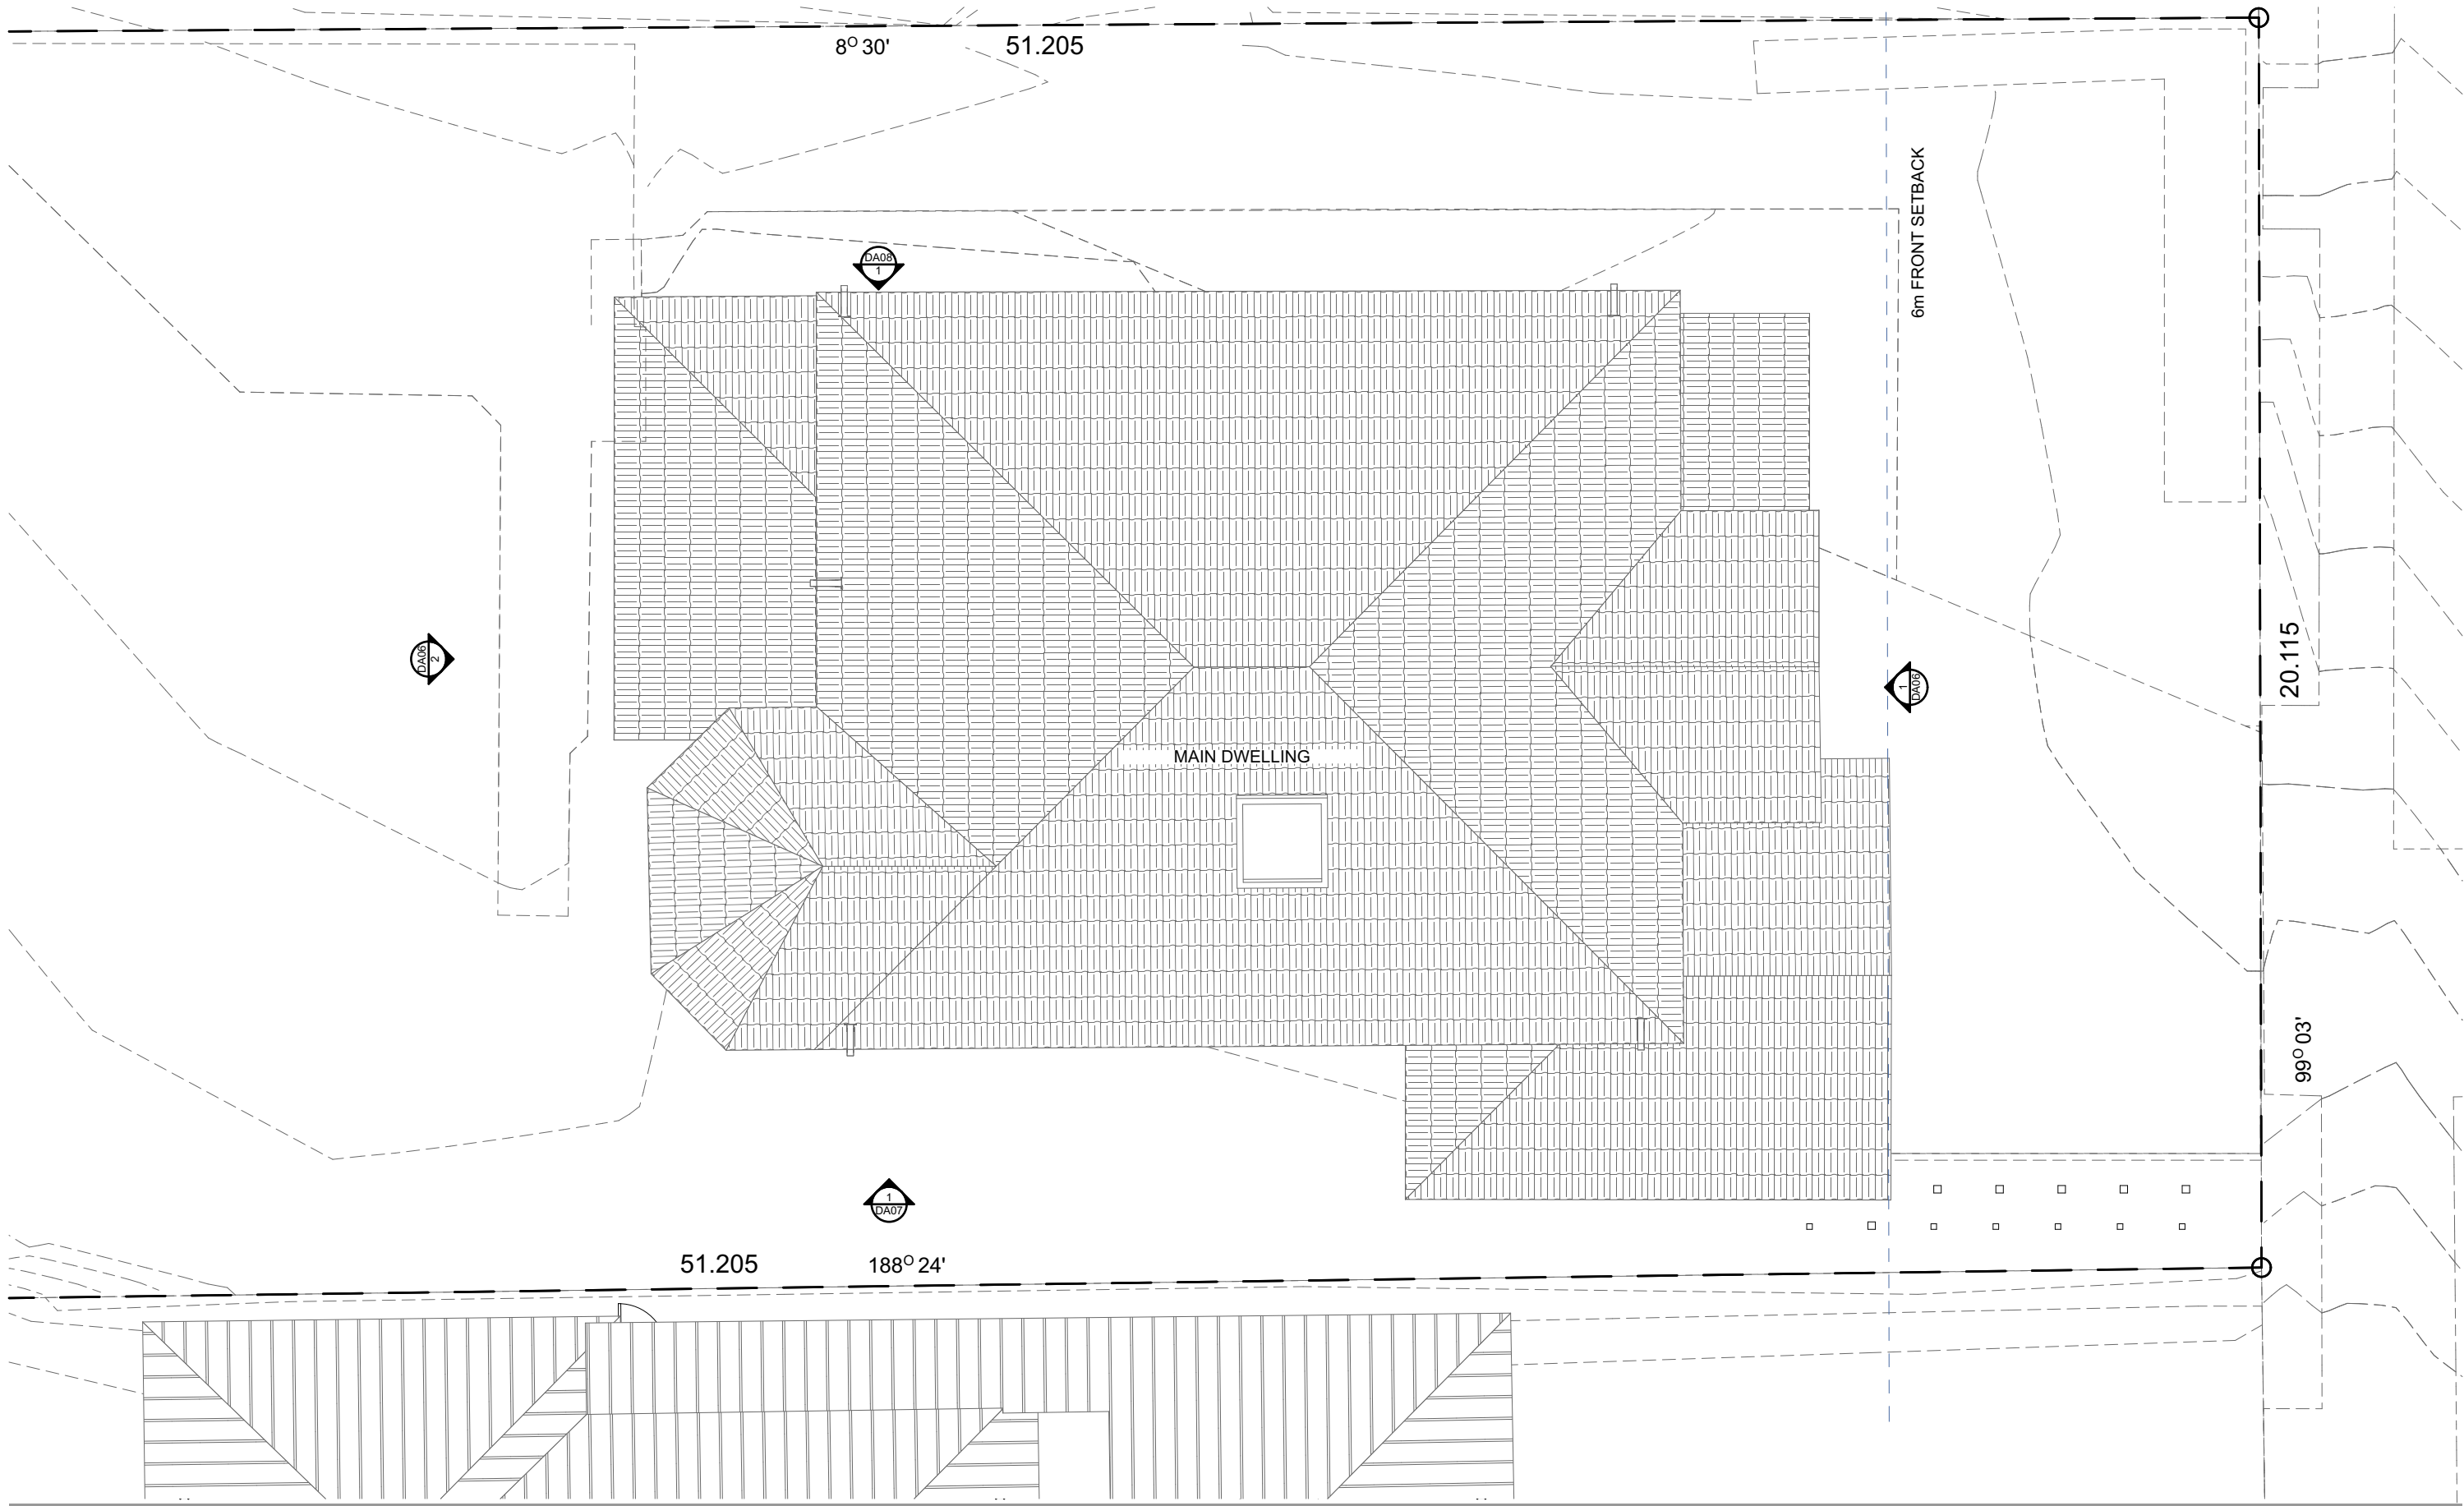 8° 30'
51.205
6m FRONT SETBACK
DA08
1
DA06
2
20.115
1
DA06
MAIN DWELLING
99° 03'
1
DA07
51.205
188° 24'